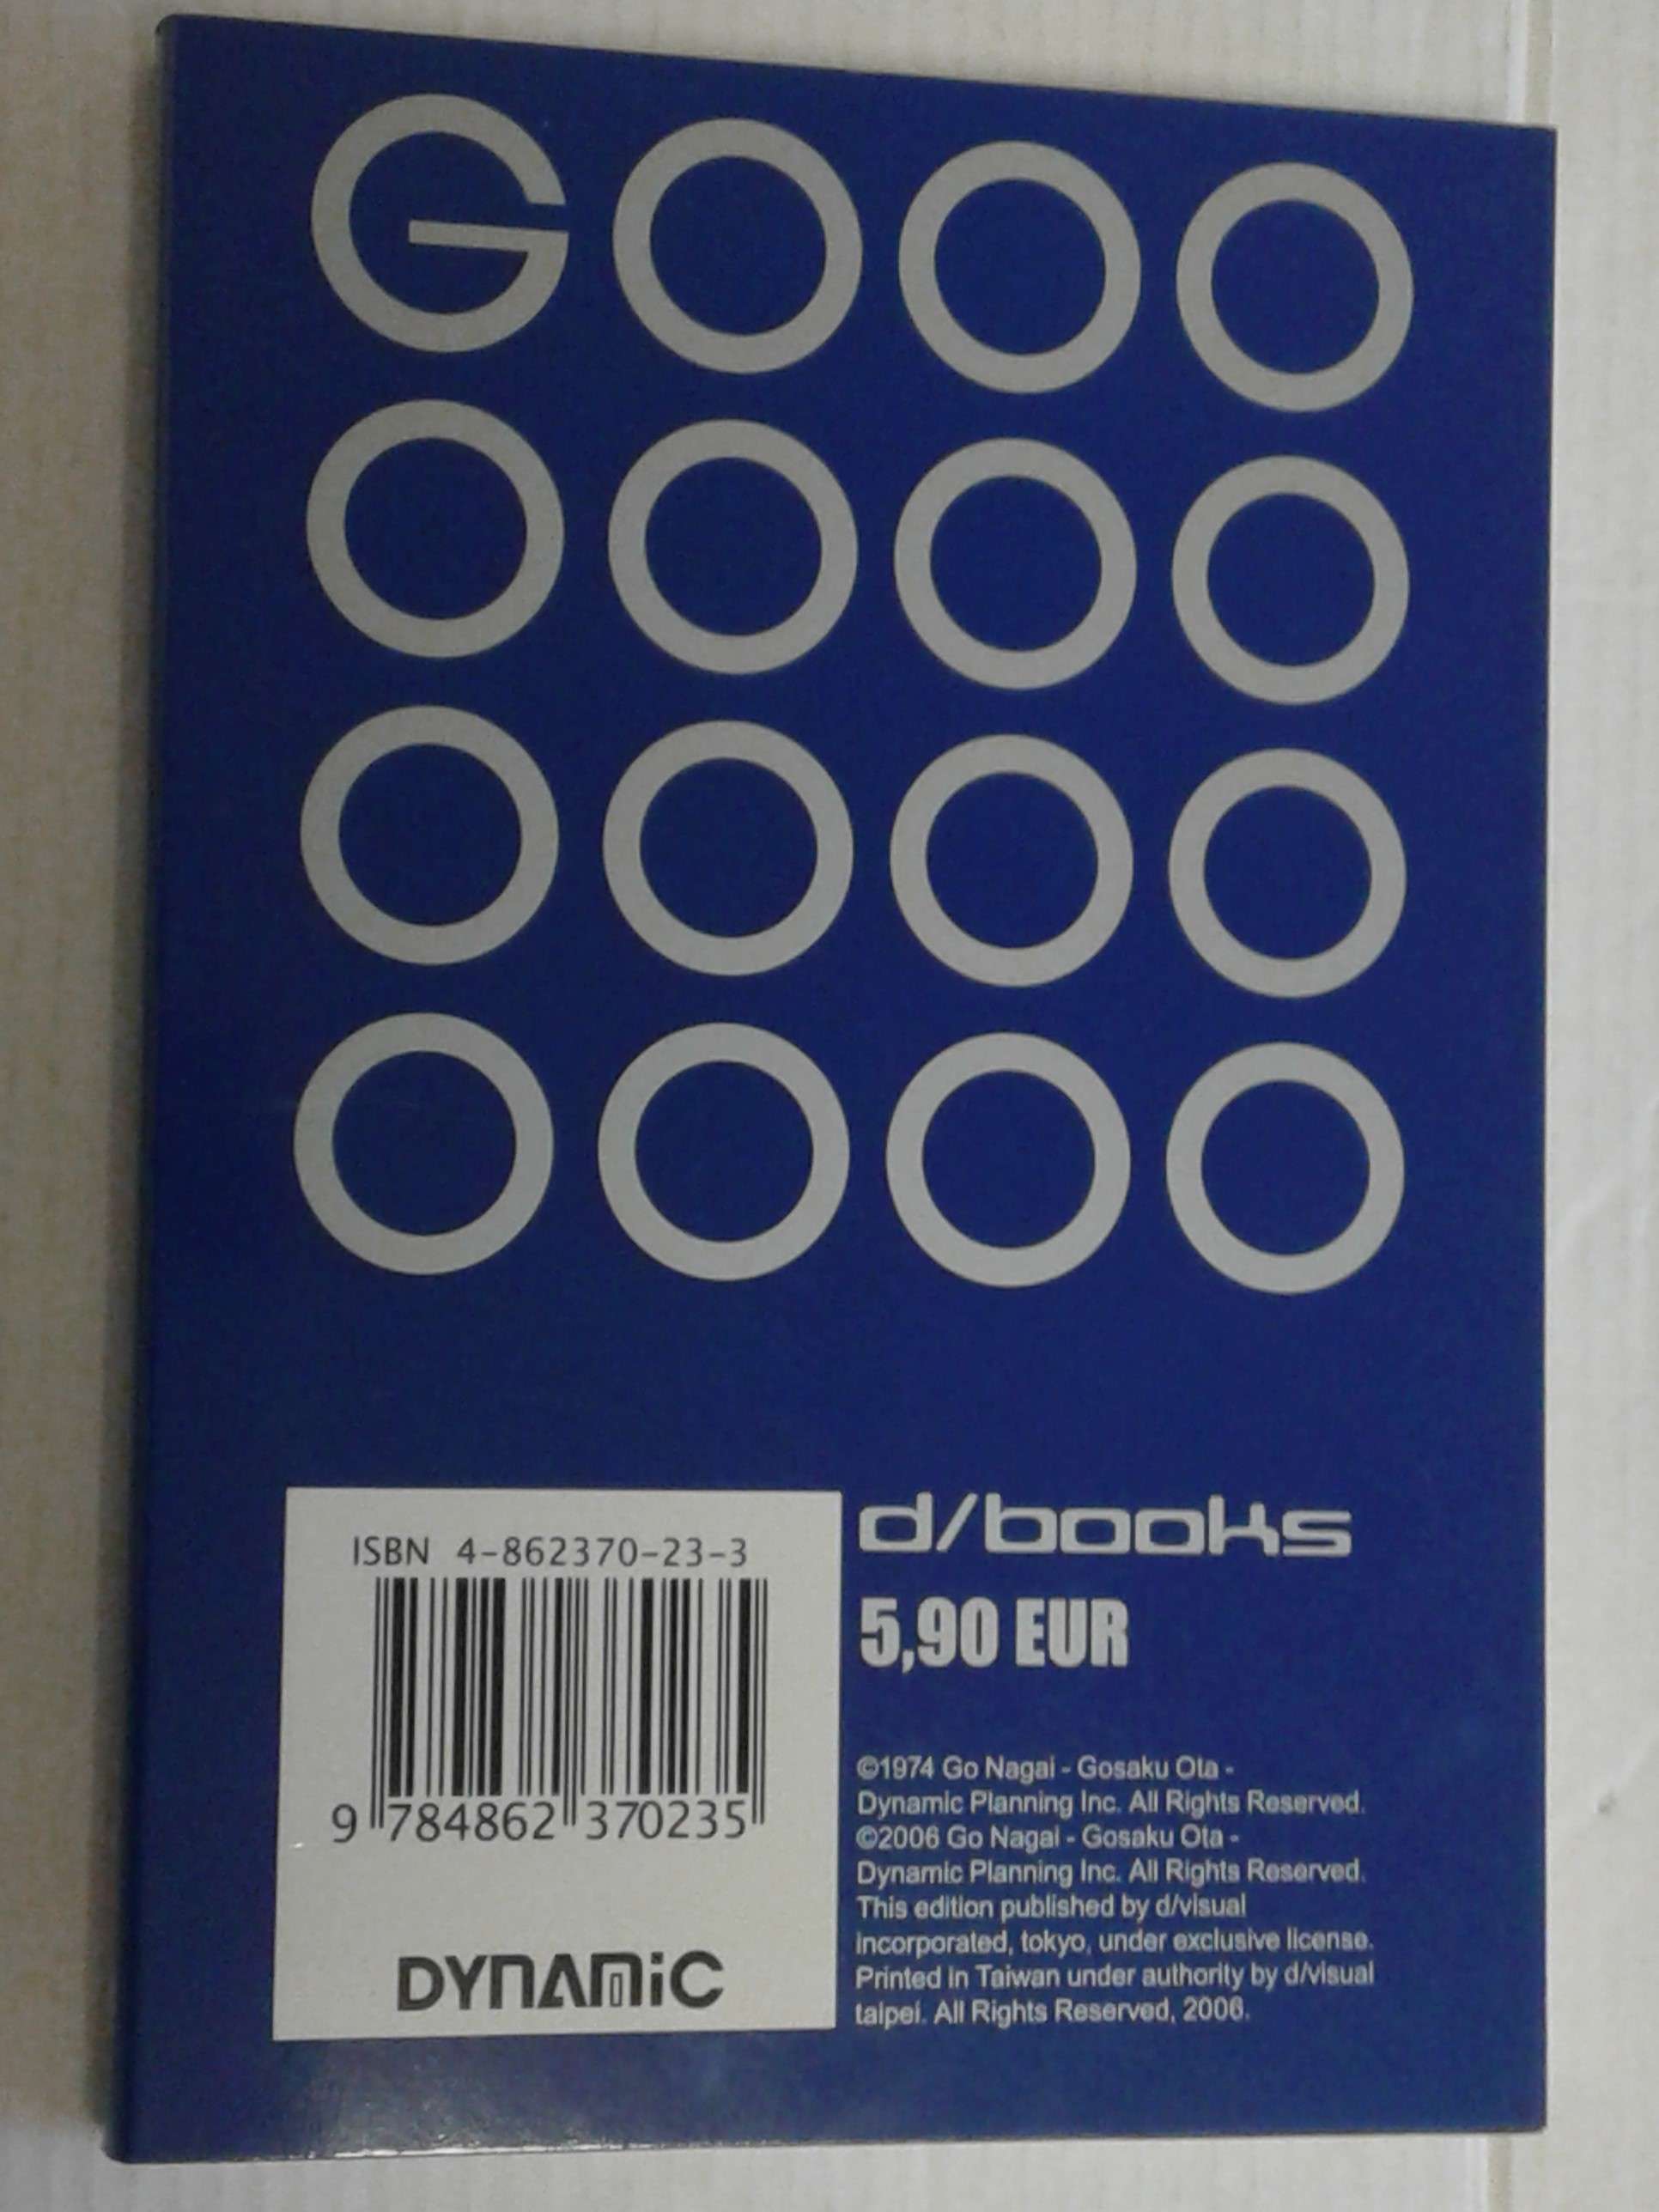 GOOO
OOOO
OOOO
OOOO
ISBN 4-862370-23-3
9 784862 370235
DYNAMiC
d/books
5,90 EUR
©1974 Go Nagai - Gosaku Ota -
Dynamic Planning Inc. All Rights Reserved.
©2006 Go Nagai - Gosaku Ota -
Dynamic Planning Inc. All Rights Reserved.
This edition published by d/visual
incorporated, tokyo, under exclusive license.
Printed in Taiwan under authority by d/visual
taipei. All Rights Reserved, 2006.